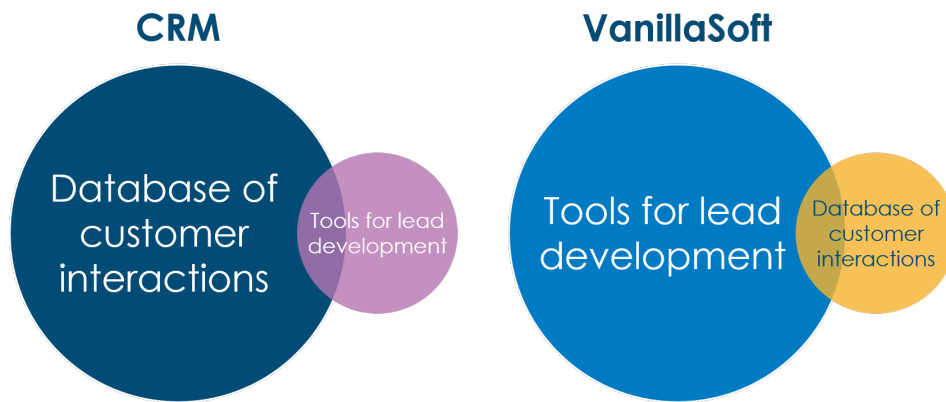 CRM
Database of
customer
interactions
Tools for lead
development
VanillaSoft
Tools for lead
development
Database of
customer
interactions